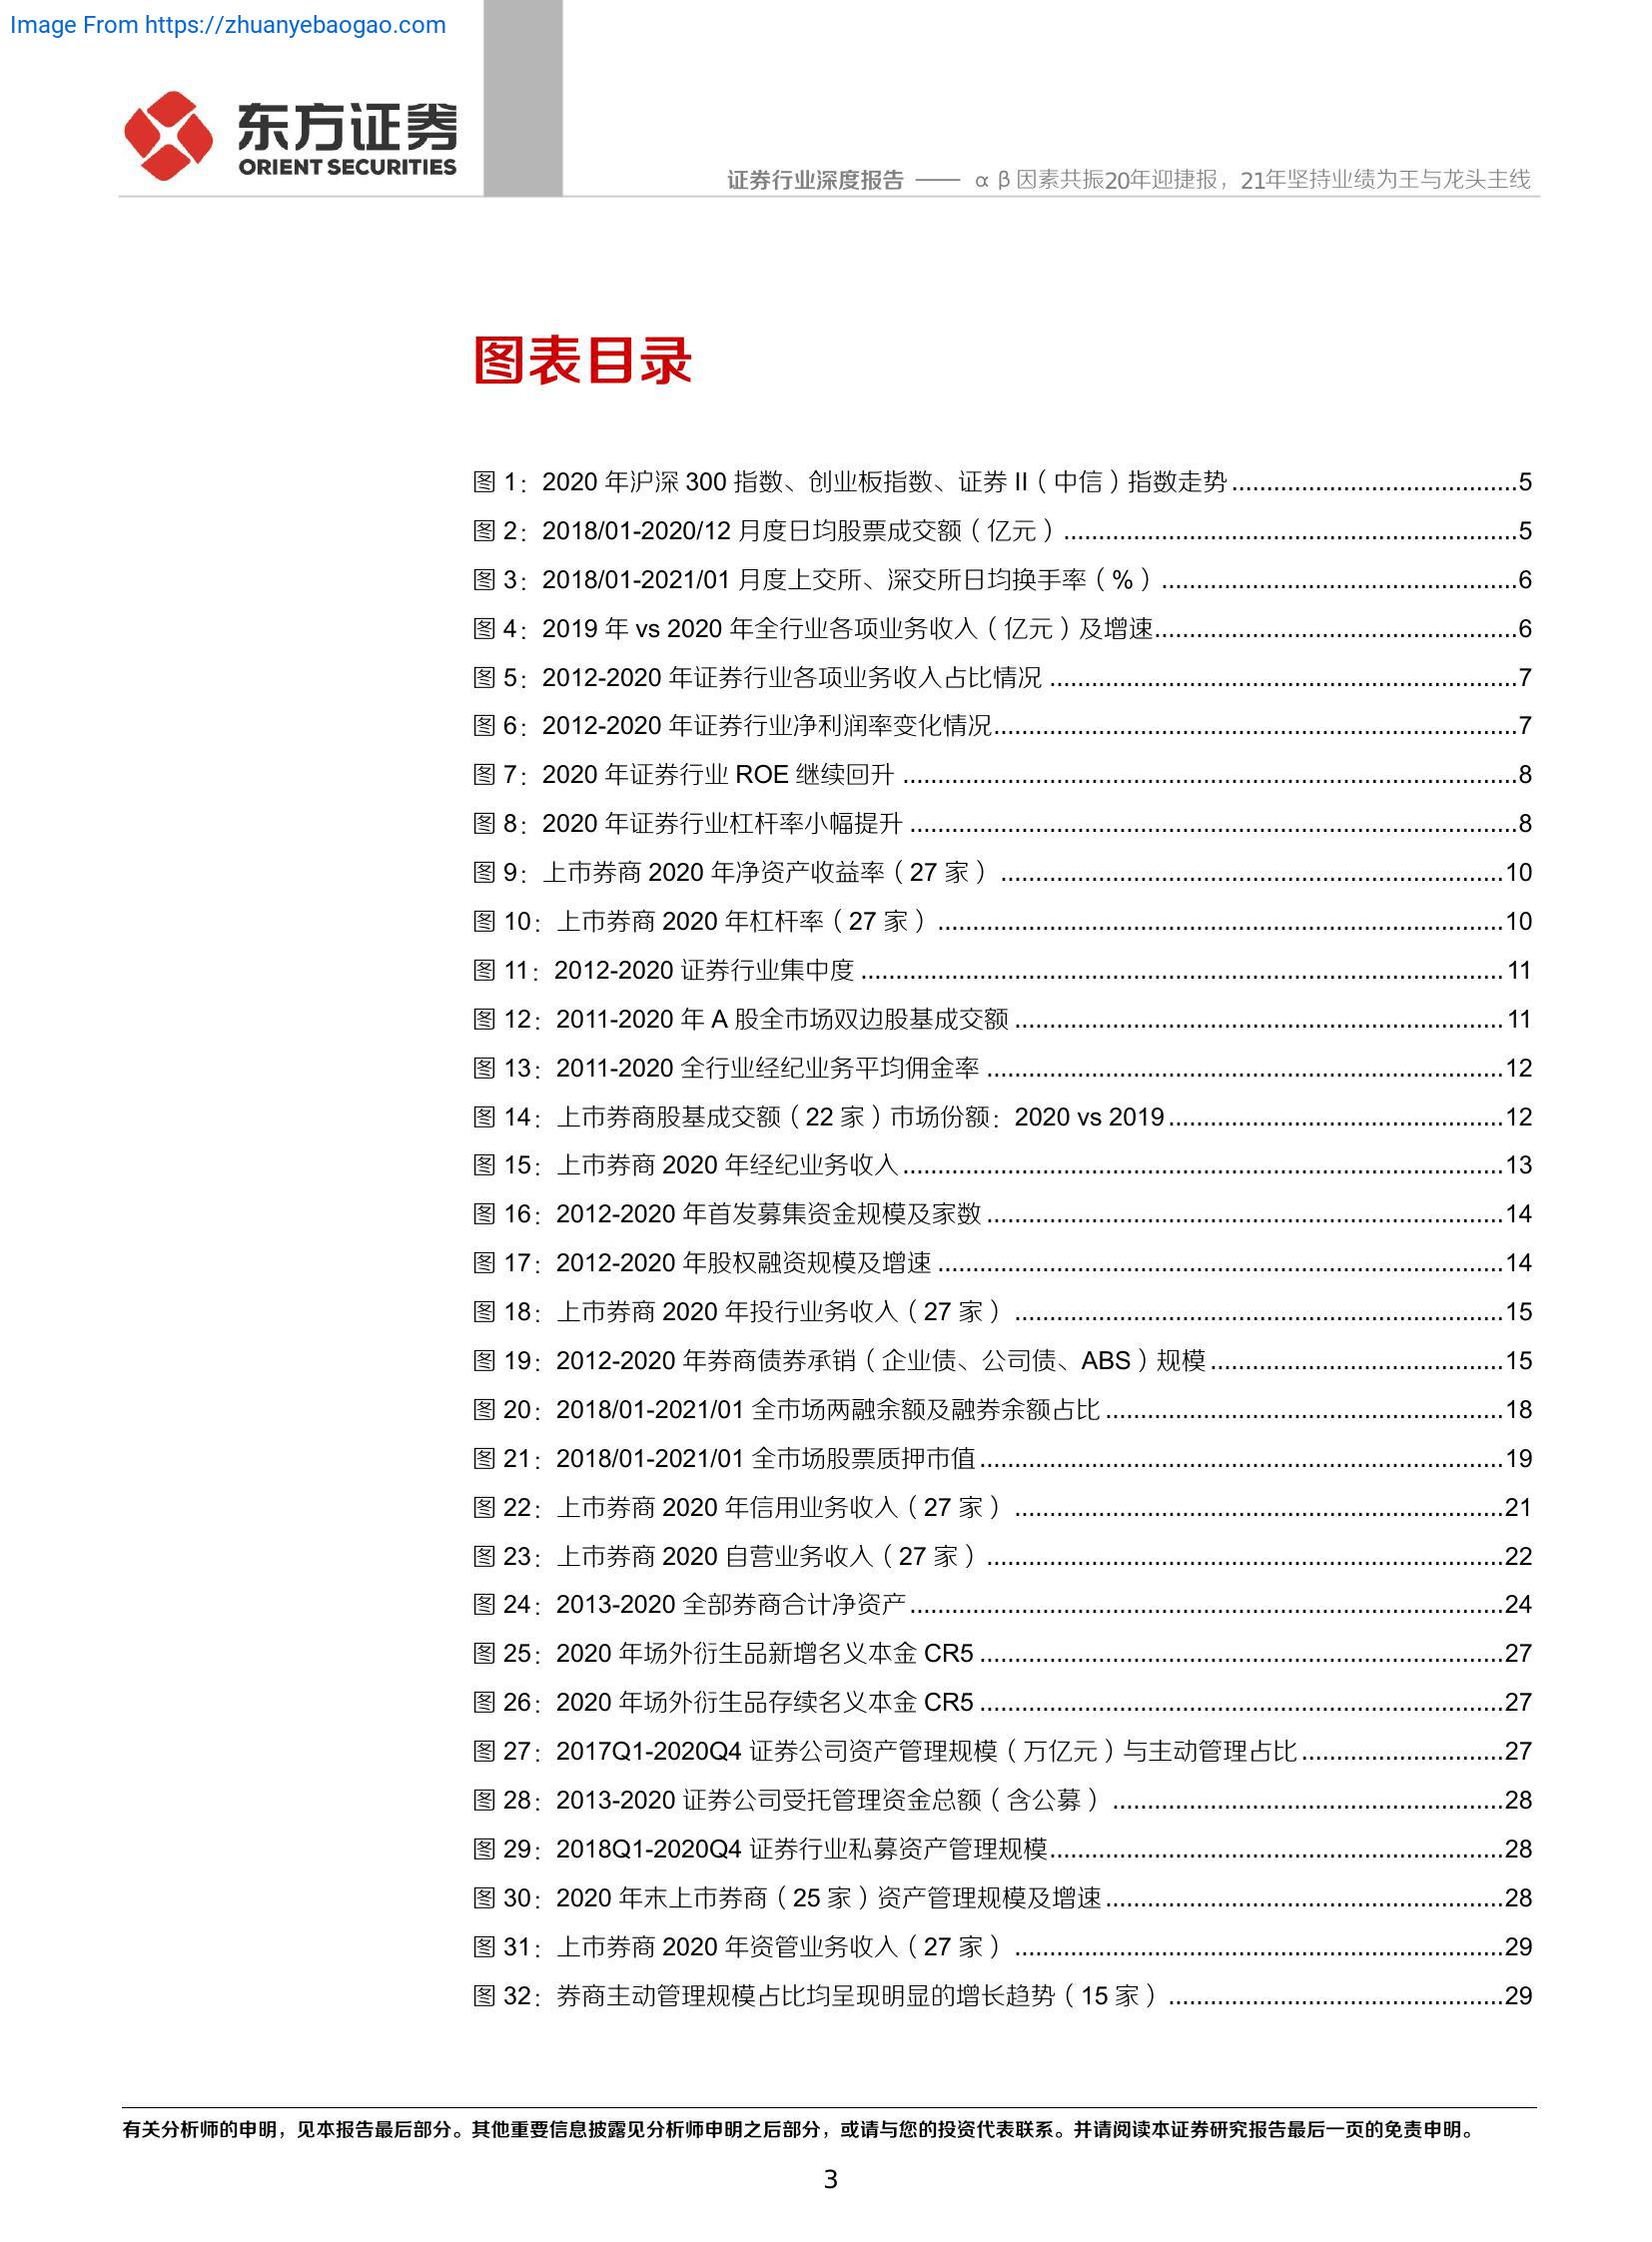 Image From https://zhuanyebaogao.com
东方证券
ORIENT SECURITIES
证券行业深度报告 —— αβ因素共振20年迎捷报，21年坚持业绩为王与龙头主线
图表目录
图 1：2020 年沪深 300 指数、创业板指数、证券 II（中信）指数走势.........................................5
图 2：2018/01-2020/12 月度日均股票成交额（亿元）.................................................................5
图 3：2018/01-2021/01 月度上交所、深交所日均换手率（%）...................................................6
图 4：2019 年 vs 2020 年全行业各项业务收入（亿元）及增速....................................................6
图 5：2012-2020 年证券行业各项业务收入占比情况...................................................................7
图 6：2012-2020 年证券行业净利润率变化情况...........................................................................7
图 7：2020 年证券行业 ROE 继续回升.........................................................................................8
图 8：2020 年证券行业杠杆率小幅提升.......................................................................................8
图 9：上市券商 2020 年净资产收益率（27 家）........................................................................10
图 10：上市券商 2020 年杠杆率（27 家）.................................................................................10
图 11：2012-2020 证券行业集中度............................................................................................11
图 12：2011-2020 年 A 股全市场双边股基成交额......................................................................11
图 13：2011-2020 全行业经纪业务平均佣金率..........................................................................12
图 14：上市券商股基成交额（22 家）市场份额：2020 vs 2019................................................12
图 15：上市券商 2020 年经纪业务收入......................................................................................13
图 16：2012-2020 年首发募集资金规模及家数..........................................................................14
图 17：2012-2020 年股权融资规模及增速.................................................................................14
图 18：上市券商 2020 年投行业务收入（27 家）......................................................................15
图 19：2012-2020 年券商债券承销（企业债、公司债、ABS）规模..........................................15
图 20：2018/01-2021/01 全市场两融余额及融券余额占比.........................................................18
图 21：2018/01-2021/01 全市场股票质押市值...........................................................................19
图 22：上市券商 2020 年信用业务收入（27 家）......................................................................21
图 23：上市券商 2020 自营业务收入（27 家）..........................................................................22
图 24：2013-2020 全部券商合计净资产.....................................................................................24
图 25：2020 年场外衍生品新增名义本金 CR5...........................................................................27
图 26：2020 年场外衍生品存续名义本金 CR5...........................................................................27
图 27：2017Q1-2020Q4 证券公司资产管理规模（万亿元）与主动管理占比.............................27
图 28：2013-2020 证券公司受托管理资金总额（含公募）........................................................28
图 29：2018Q1-2020Q4 证券行业私募资产管理规模.................................................................28
图 30：2020 年末上市券商（25 家）资产管理规模及增速.........................................................28
图 31：上市券商 2020 年资管业务收入（27 家）......................................................................29
图 32：券商主动管理规模占比均呈现明显的增长趋势（15 家）................................................29
有关分析师的申明，见本报告最后部分。其他重要信息披露见分析师申明之后部分，或请与您的投资代表联系。并请阅读本证券研究报告最后一页的免责申明。
3